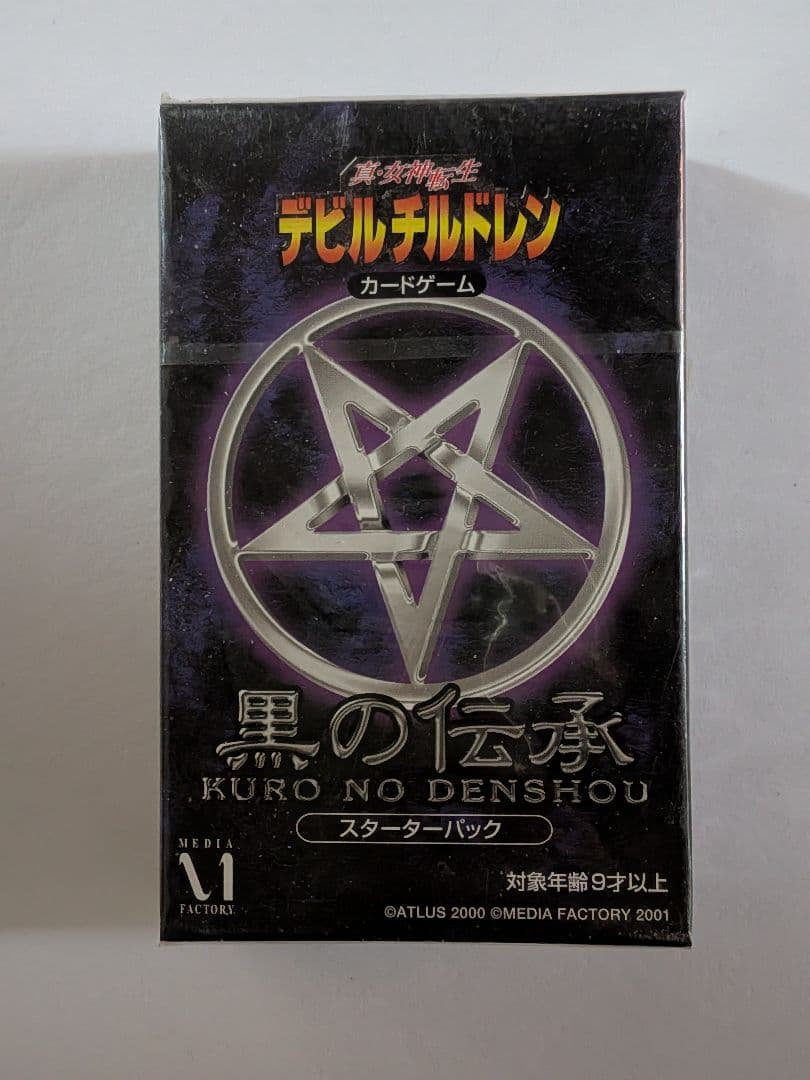 真・女神転生
デビルチルドレン
カードゲーム
黒の伝承
KURO NO DENSHOU
スターターパック
MEDIA
FACTORY
対象年齢9才以上
©ATLUS 2000 ©MEDIA FACTORY 2001